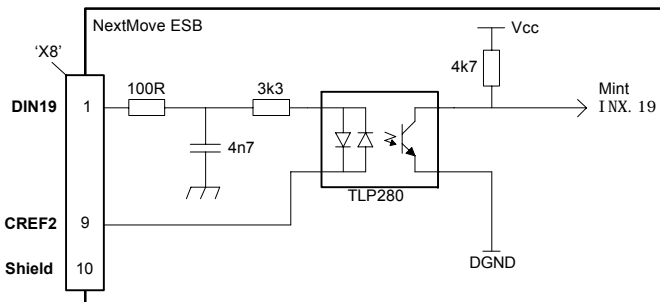 NextMove ESB
‘X8’
Vcc
100R
3k3
4k7
DIN19
1
Mint
INX.19
4n7
TLP280
CREF2
9
Shield
10
DGND